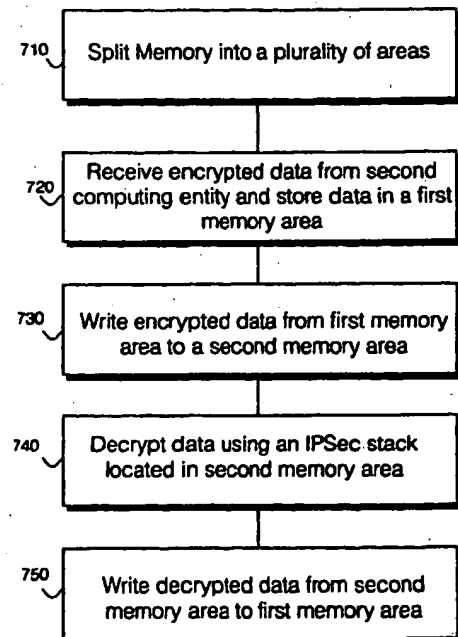 710
Split Memory into a plurality of areas
720
Receive encrypted data from second
computing entity and store data in a first
memory area
730
Write encrypted data from first memory
area to a second memory area
740
Decrypt data using an IPSec stack
located in second memory area
750
Write decrypted data from second
memory area to first memory area